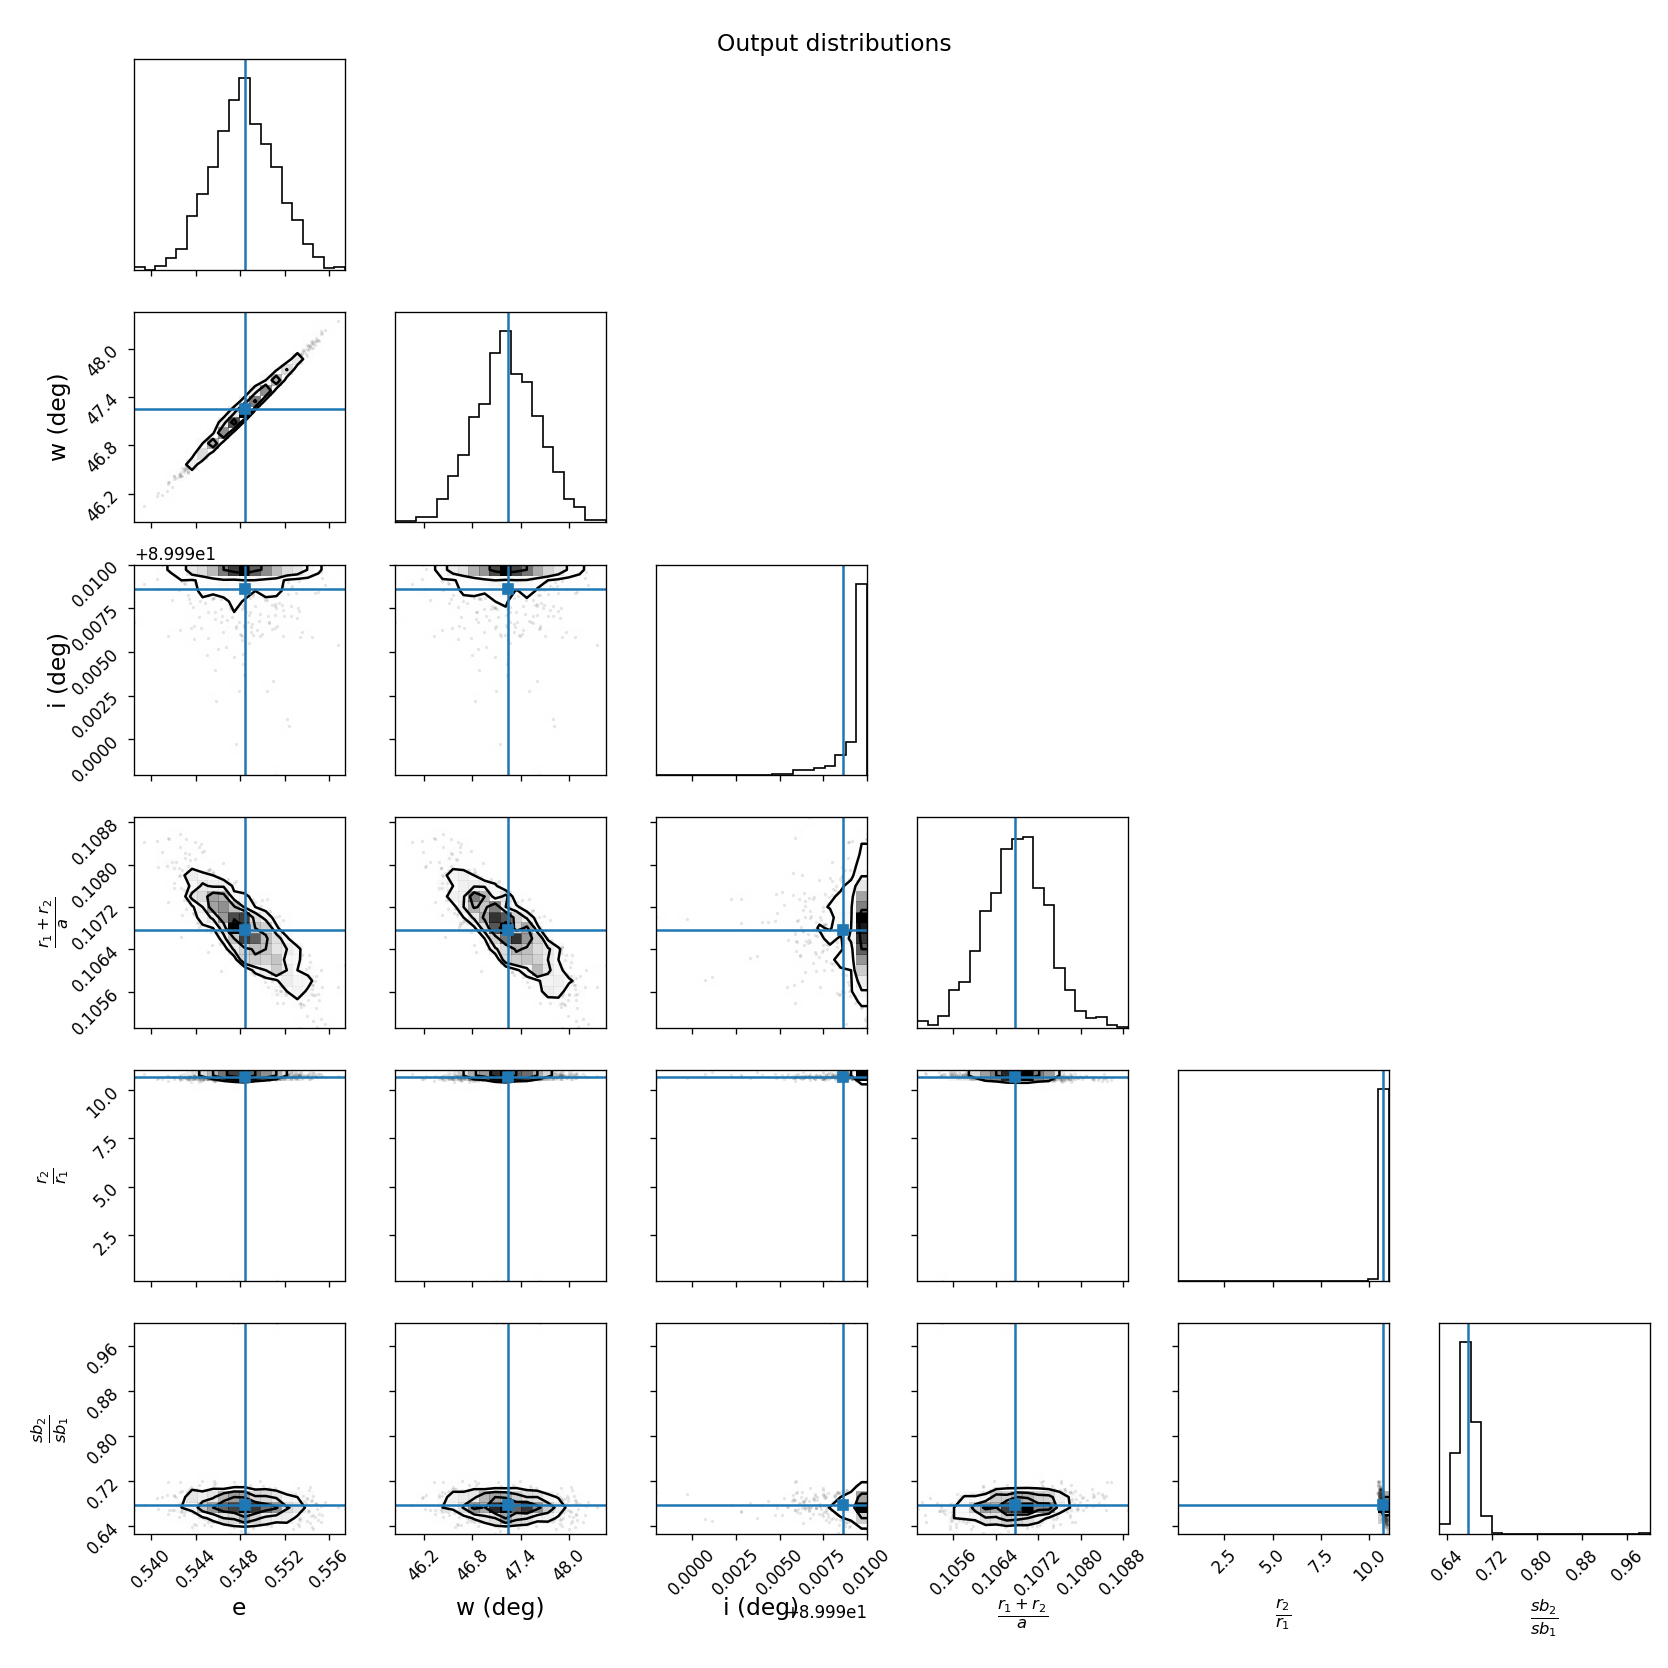 Output distributions
w (deg)
48.0
47.4
46.8
46.2
+8.999e1
i (deg)
0.0100
0.0075
0.0050
0.0025
0.0000
r₁ + r₂
a
0.1088
0.1080
0.1072
0.1064
0.1056
r₂
r₁
10.0
7.5
5.0
2.5
sb₂
sb₁
0.96
0.88
0.80
0.72
0.64
0.540 0.544 0.548 0.552 0.556
46.2 46.8 47.4 48.0
0.0000 0.0025 0.0050 0.0075 0.0100
0.1056 0.1064 0.1072 0.1080 0.1088
2.5 5.0 7.5 10.0
0.64 0.72 0.80 0.88 0.96
e
w (deg)
i (deg)
+8.999e1
r₁ + r₂
a
r₂
r₁
sb₂
sb₁